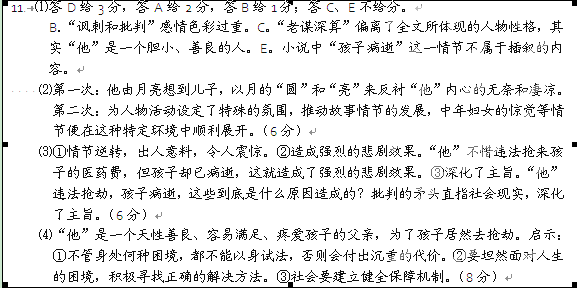 11.(1)答 D 给 3 分，答 A 给 2 分，答 B 给 1 分；答 C、E 不给分。
B.“讽刺和批判”感情色彩过重。C.“老谋深算”偏离了全文所体现的人物性格，其
实“他”是一个胆小、善良的人。E。小说中“孩子病逝”这一情节不属于插叙的内
容。
(2)第一次：他由月亮想到儿子，以月的“圆”和“亮”来反衬“他”内心的无奈和凄凉。
第二次：为人物活动设定了特殊的氛围，推动故事情节的发展，中年妇女的惊觉等情
节便在这种特定环境中顺利展开。（6 分）
(3)①情节逆转，出人意料，令人震惊。②造成强烈的悲剧效果。“他”不惜违法抢来孩
子的医药费，但孩子却已病逝，这就造成了强烈的悲剧效果。③深化了主旨。“他”
违法抢劫，孩子病逝，这些到底是什么原因造成的？批判的矛头直指社会现实，深化
了主旨。（6 分）
(4)“他”是一个天性善良、容易满足、疼爱孩子的父亲，为了孩子居然去抢劫。启示：
①不管身处何种困境，都不能以身试法，否则会付出沉重的代价。②要坦然面对人生
的困境，积极寻找正确的解决方法。③社会要建立健全保障机制。（8 分）